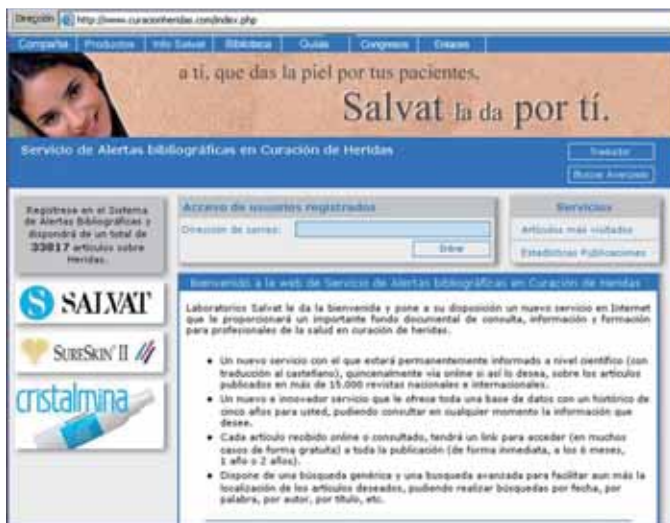 Dirección http://www.curacionheridas.com/index.php
Compañía Productos Info Salvat Biblioteca Guías Congresos Enlaces
a ti, que das la piel por tus pacientes,
Salvat la da por tí.
Servicio de Alertas bibliográficas en Curación de Heridas
Traductor
Búsqueda Avanzada
Regístrese en el Sistema
de Alertas Bibliográficas y
dispondrá de un total de
33817 artículos sobre
Heridas.
Acceso de usuarios registrados
Dirección de correo:
Entrar
Servicios
Artículos más visitados
Estadísticas Publicaciones
SALVAT
SURESKIN II
cristalmina
Bienvenido a la web de Servicio de Alertas bibliográficas en Curación de Heridas
Laboratorios Salvat le da la bienvenida y pone a su disposición un nuevo servicio en Internet
que le proporcionará un importante fondo documental de consulta, información y formación
para profesionales de la salud en curación de heridas.
Un nuevo servicio con el que estará permanentemente informado a nivel científico (con
traducción al castellano), quincenalmente vía online si así lo desea, sobre los artículos
publicados en más de 15.000 revistas nacionales e internacionales.
Un nuevo e innovador servicio que le ofrece toda una base de datos con un histórico de
cinco años para usted, pudiendo consultar en cualquier momento la información que
desee.
Cada artículo recibido online o consultado, tendrá un link para acceder (en muchos
casos de forma gratuita) a toda la publicación (de forma inmediata, a los 6 meses,
1 año o 2 años).
Dispone de una búsqueda genérica y una busqueda avanzada para facilitar aun más la
localización de los artículos deseados, pudiendo realizar búsquedas por fecha, por
palabra, por autor, por título, etc.